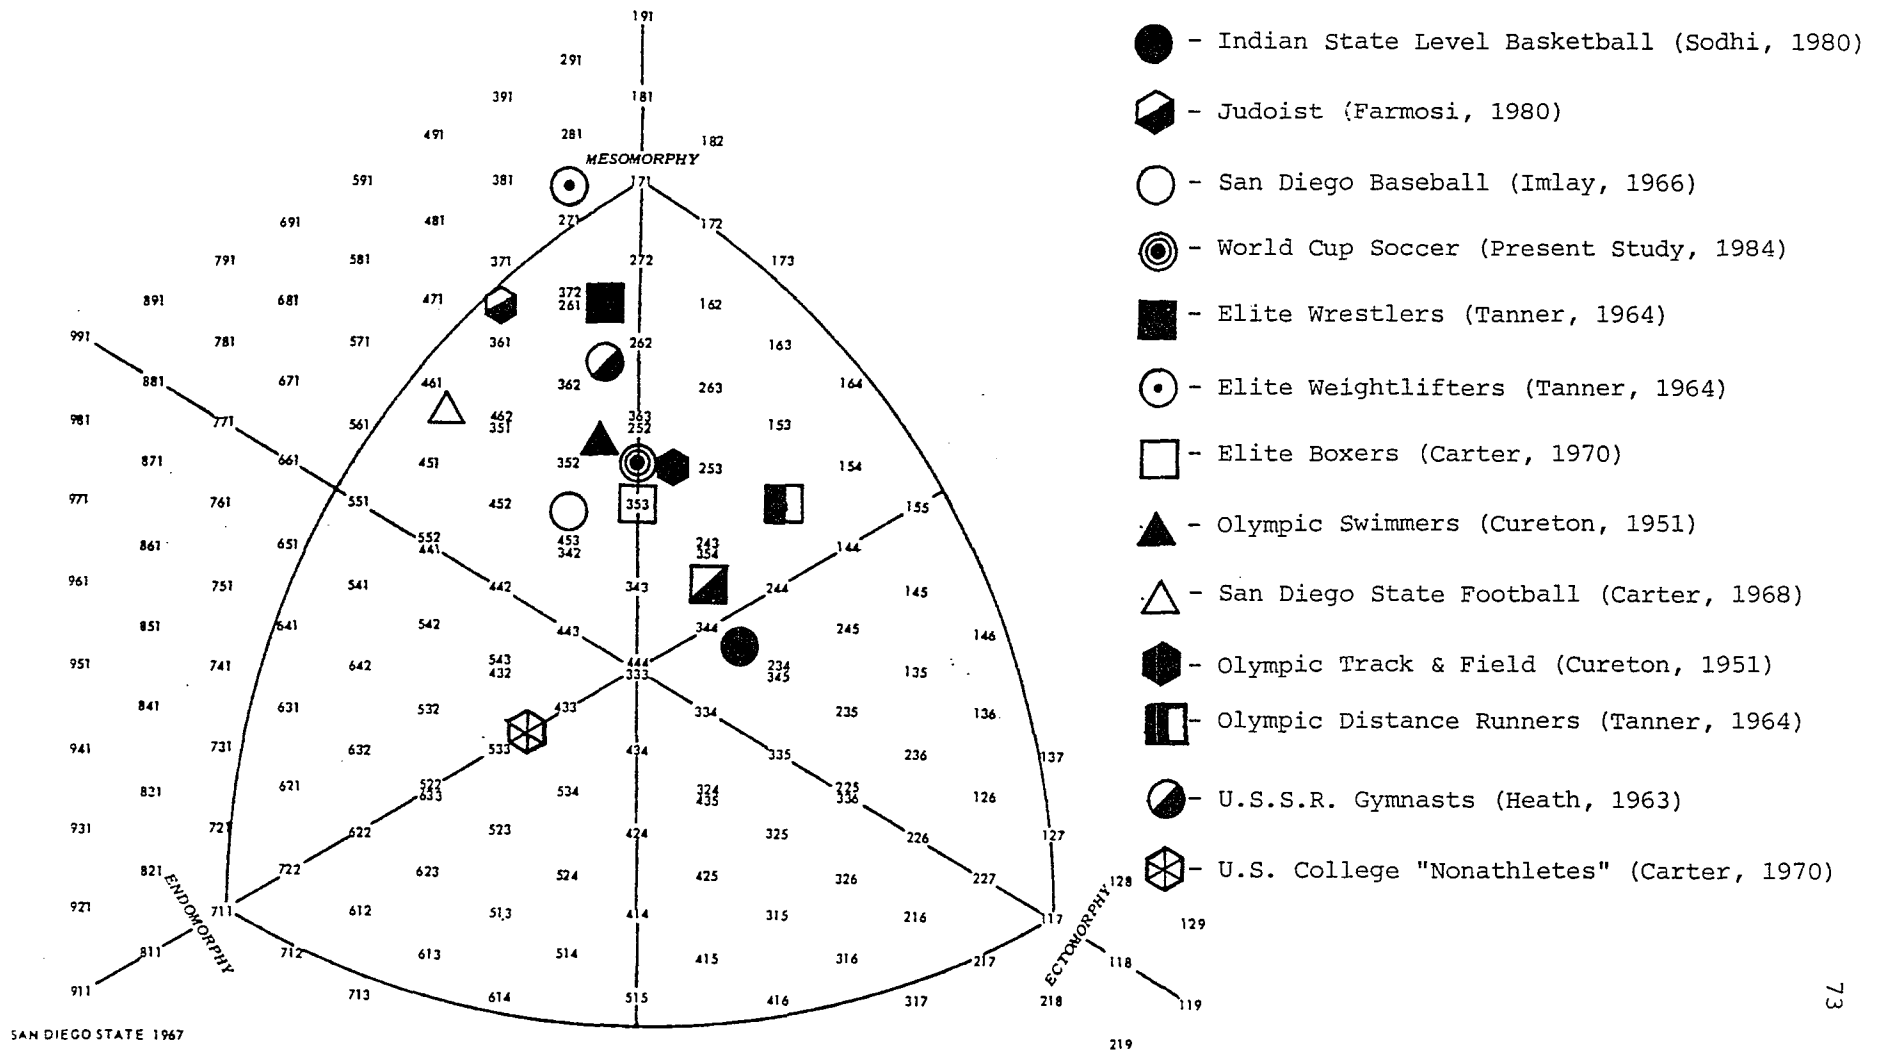 191
291
391 181
491 281 182
MESOMORPHY
591 381 171
691 481 271 172
791 581 371 272 173
891 681 471 372 162
261
991 781 571 361 262 163
881 671 461 362 263 164
981 771 561 462 363 153
351 252
871 661 451 352 253 154
971 761 551 452 353 155
861 651 552 453 243 144
441 342 354
961 751 541 442 343 244 145
851 641 542 443 344 245 146
951 741 642 543 444 234 135
432 333 345
841 631 532 433 334 235 136
941 731 632 533 434 335 236 137
831 621 522 534 324 225 126
633 435 336
931 721 622 523 424 325 226 127
821 722 623 524 425 326 227 128
ENDOMORPHY
ECTOMORPHY
921 711 612 513 414 315 216 117 129
811 712 613 514 415 316 217 118
911 713 614 515 416 317 218 119
SAN DIEGO STATE 1967
219
- Indian State Level Basketball (Sodhi, 1980)
- Judoist (Farmosi, 1980)
- San Diego Baseball (Imlay, 1966)
- World Cup Soccer (Present Study, 1984)
- Elite Wrestlers (Tanner, 1964)
- Elite Weightlifters (Tanner, 1964)
- Elite Boxers (Carter, 1970)
- Olympic Swimmers (Cureton, 1951)
- San Diego State Football (Carter, 1968)
- Olympic Track & Field (Cureton, 1951)
- Olympic Distance Runners (Tanner, 1964)
- U.S.S.R. Gymnasts (Heath, 1963)
- U.S. College "Nonathletes" (Carter, 1970)
73